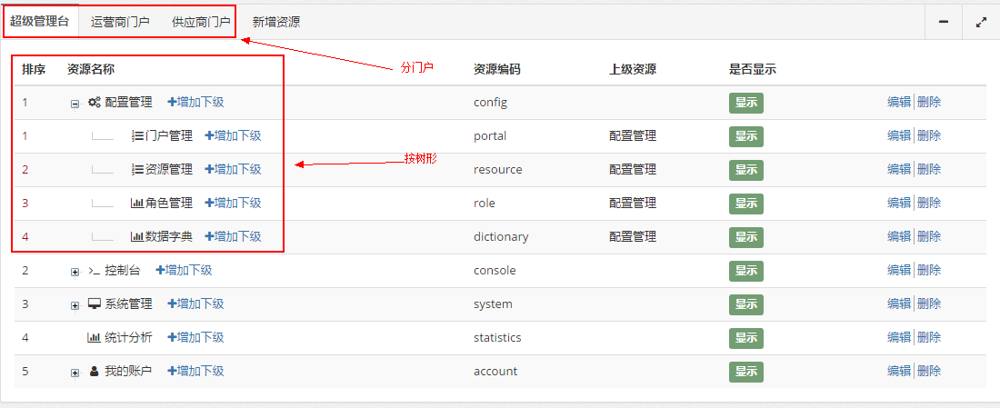 超级管理台 运营商门户 供应商门户 新增资源
分门户
排序 资源名称 资源编码 上级资源 是否显示
1 配置管理 增加下级 config 显示 编辑 删除
1 门户管理 增加下级 portal 配置管理 显示 编辑 删除
按树形
2 资源管理 增加下级 resource 配置管理 显示 编辑 删除
3 角色管理 增加下级 role 配置管理 显示 编辑 删除
4 数据字典 增加下级 dictionary 配置管理 显示 编辑 删除
2 控制台 增加下级 console 显示 编辑 删除
3 系统管理 增加下级 system 显示 编辑 删除
4 统计分析 增加下级 statistics 显示 编辑 删除
5 我的账户 增加下级 account 显示 编辑 删除